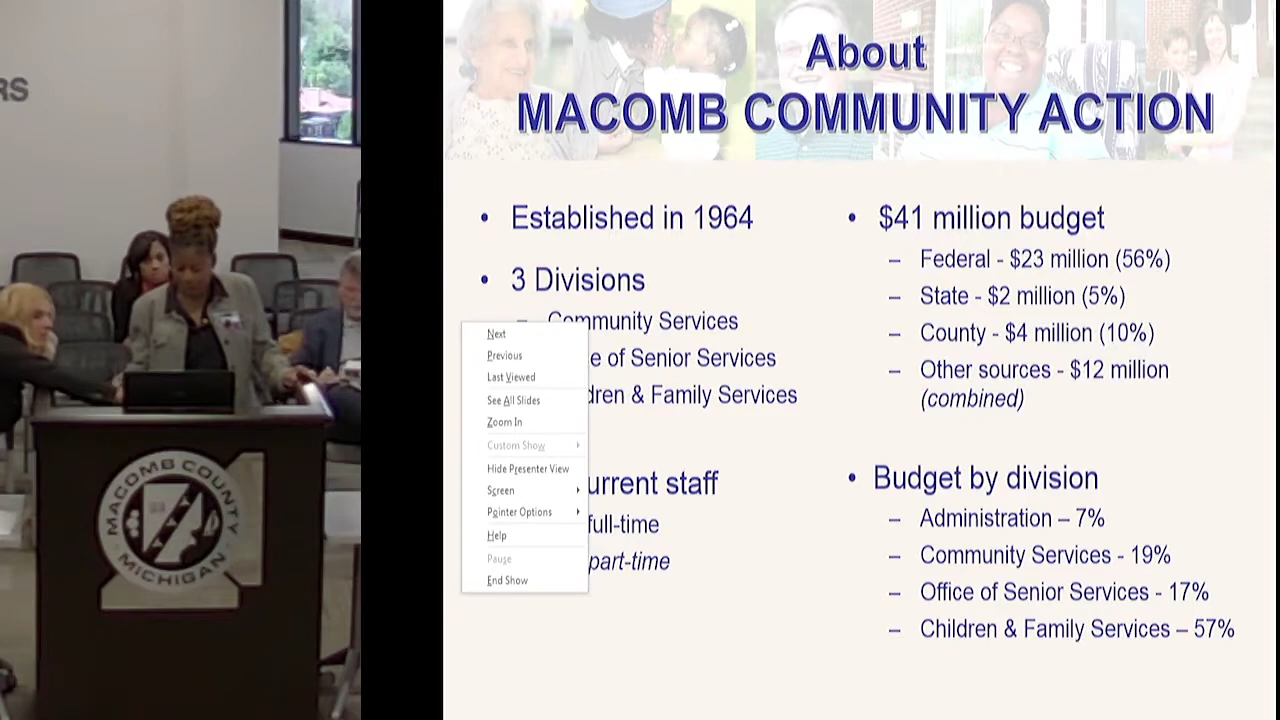 RS
MACOMB COUNTY
MICHIGAN
About
MACOMB COMMUNITY ACTION
• Established in 1964
• 3 Divisions
– Community Services
e of Senior Services
dren & Family Services
urrent staff
full-time
part-time
Next
Previous
Last Viewed
See All Slides
Zoom In
Custom Show
Hide Presenter View
Screen
Pointer Options
Help
Pause
End Show
• $41 million budget
– Federal - $23 million (56%)
– State - $2 million (5%)
– County - $4 million (10%)
– Other sources - $12 million
(combined)
• Budget by division
– Administration – 7%
– Community Services - 19%
– Office of Senior Services - 17%
– Children & Family Services – 57%